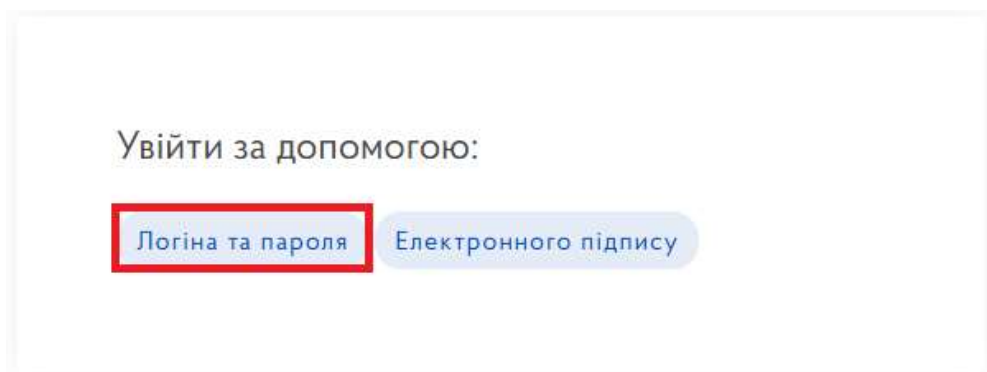 Увійти за допомогою:
Логіна та пароля Електронного підпису